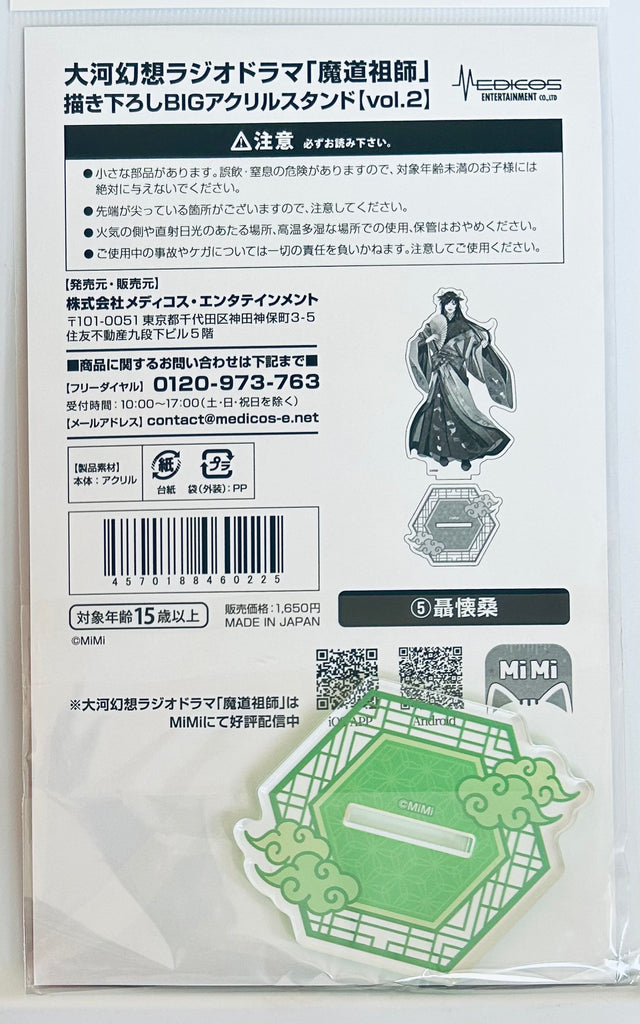 大河幻想ラジオドラマ「魔道祖師」
描き下ろしBIGアクリルスタンド【vol.2】
MEDICOS
ENTERTAINMENT CO.,LTD
⚠注意 必ずお読み下さい。
●小さな部品があります。誤飲・窒息の危険がありますので、対象年齢未満のお子様には
絶対に与えないでください。
●先端が尖っている箇所がございますので、注意してください。
●火気の側や直射日光のあたる場所、高温多湿な場所での使用、保管はおやめください。
●ご使用中の事故やケガについては一切の責任を負いかねます。注意してご使用ください。
【発売元・販売元】
株式会社メディコス・エンタテインメント
〒101-0051 東京都千代田区神田神保町3-5
住友不動産九段下ビル5階
■商品に関するお問い合わせは下記まで■
【フリーダイヤル】 0120-973-763
受付時間:10:00〜17:00(土・日・祝日を除く)
【メールアドレス】 contact@medicos-e.net
【製品素材】
本体:アクリル
紙
台紙
プラ
袋(外装):PP
4570188460225
⑤聶懐桑
対象年齢15歳以上
販売価格:1,650円
MADE IN JAPAN
©MiMi
MiMi
※大河幻想ラジオドラマ「魔道祖師」は
MiMiにて好評配信中
iOS APP
Android
©MiMi